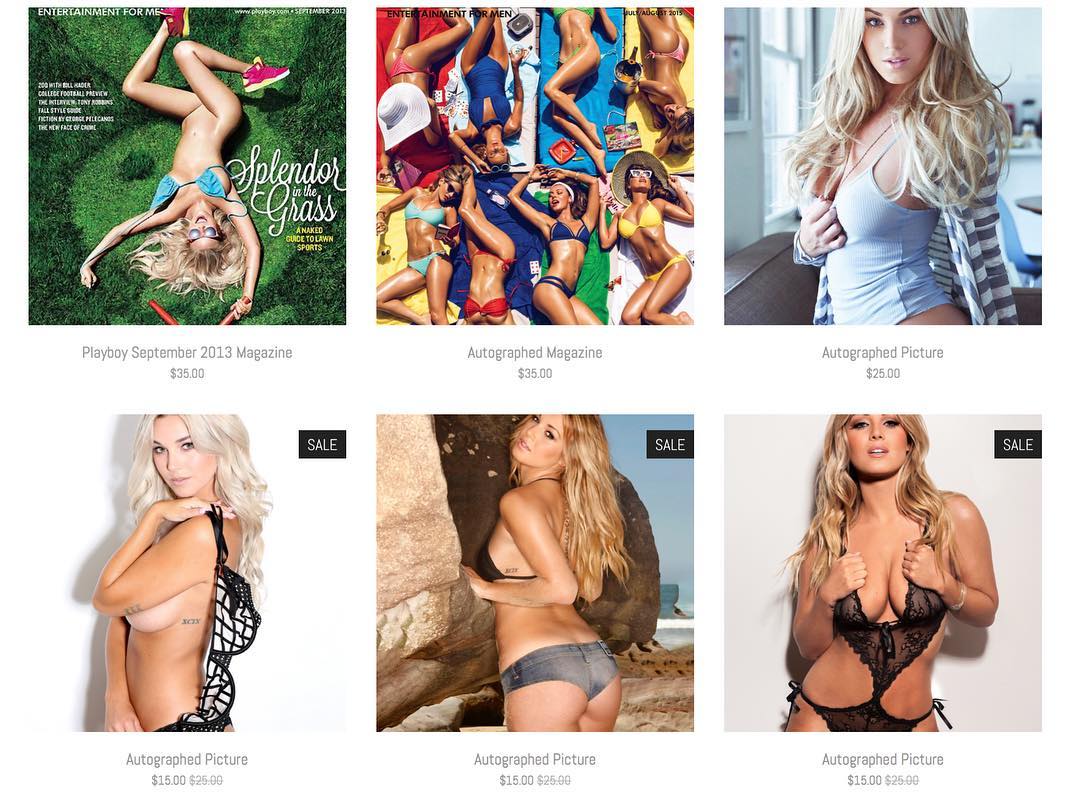 ENTERTAINMENT FOR MEN
www.playboy.com • SEPTEMBER 2013
ZOD WITH BILL HADER
COLLEGE FOOTBALL PREVIEW
THE INTERVIEW: TONY ROBBINS
FALL STYLE GUIDE
FICTION BY GEORGE PELECANOS
THE NEW FACE OF CRIME
Splendor
in the
Grass
A NAKED
GUIDE TO LAWN
SPORTS
ENTERTAINMENT FOR MEN
JULY/AUGUST 2015
Playboy September 2013 Magazine
$35.00
Autographed Magazine
$35.00
Autographed Picture
$25.00
SALE
XCIX
SALE
XCIX
SALE
Autographed Picture
$15.00 $25.00
Autographed Picture
$15.00 $25.00
Autographed Picture
$15.00 $25.00